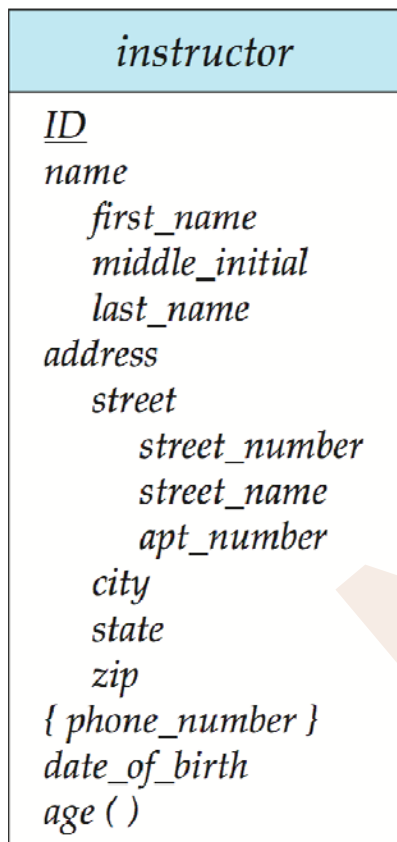 instructor
ID
name
first_name
middle_initial
last_name
address
street
street_number
street_name
apt_number
city
state
zip
{ phone_number }
date_of_birth
age ( )